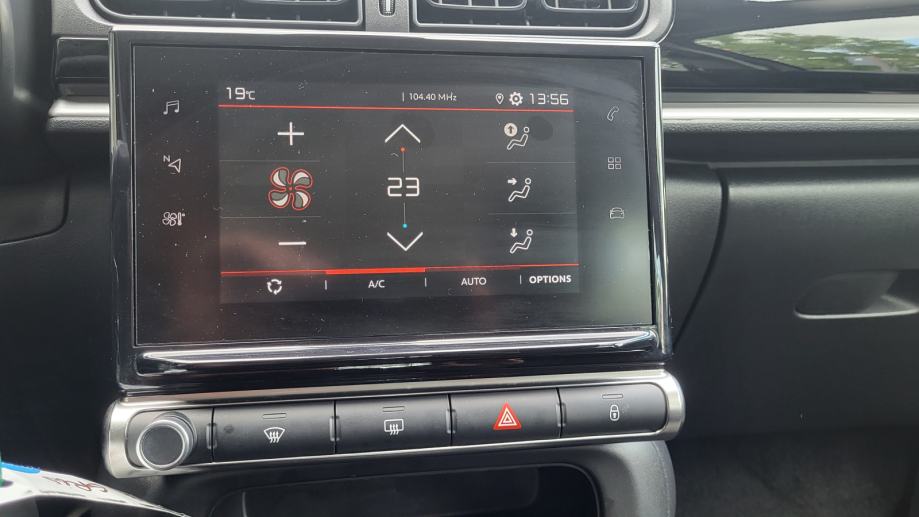 19°C | 104.40 MHz 13:56
N
23
A/C | AUTO | OPTIONS